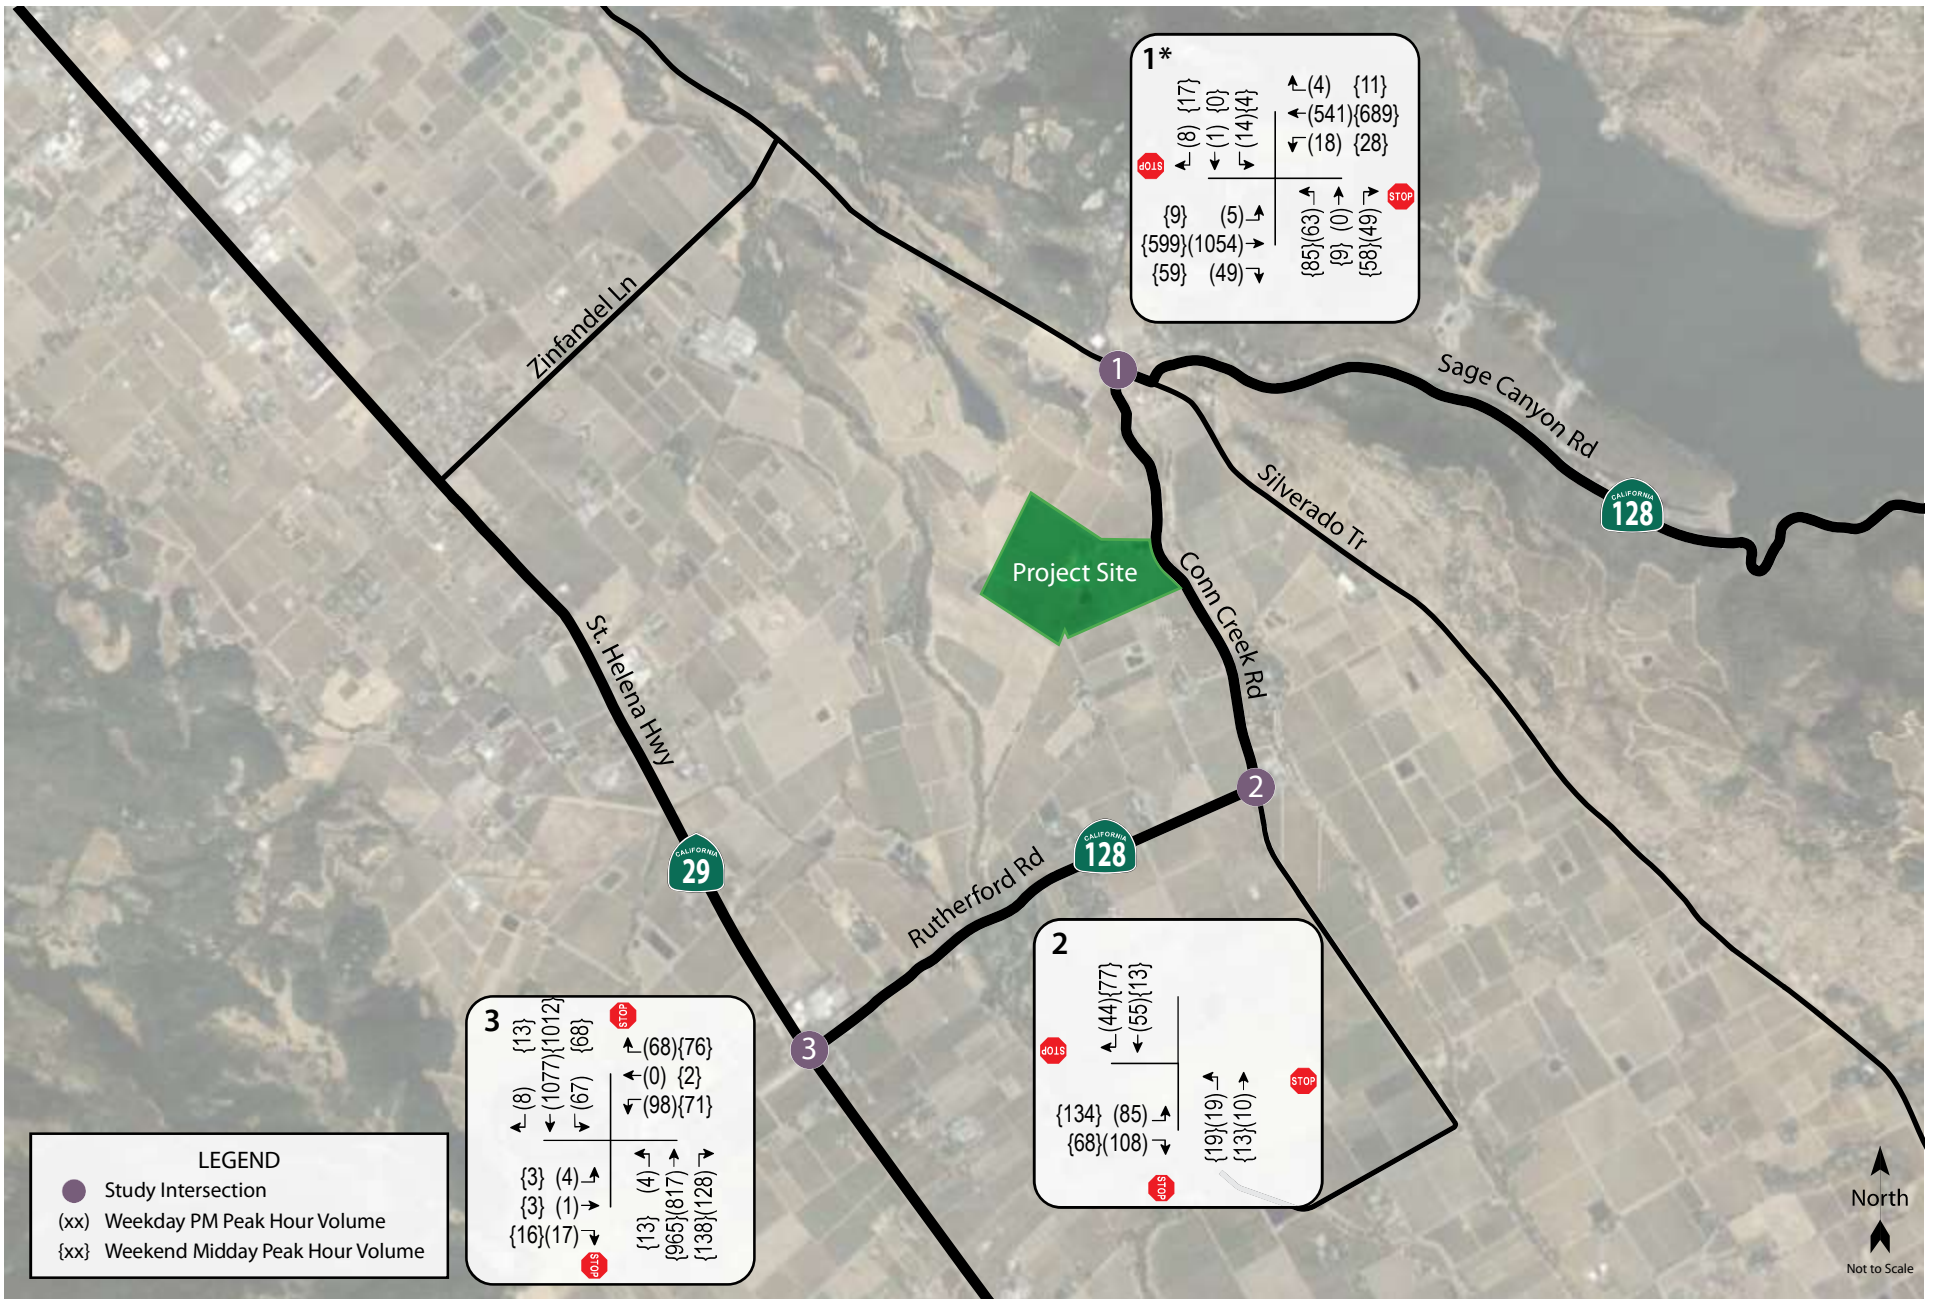 1*
(8) {17}
(1) {0}
(14){4}
(4) {11}
(541){689}
(18) {28}
STOP
STOP
{9} (5)
{599}(1054)
{59} (49)
{85}(63)
{9} (0)
{58}(49)
1
Zinfandel Ln
Sage Canyon Rd
CALIFORNIA
128
Silverado Tr
Project Site
Conn Creek Rd
St. Helena Hwy
2
CALIFORNIA
128
CALIFORNIA
29
Rutherford Rd
3
2
(44){77}
(55){13}
STOP
STOP
{134} (85)
{68}(108)
{19}(19)
{13}(10)
STOP
3
(8) {13}
(1077){1012}
(67) {68}
STOP
(68){76}
(0) {2}
(98){71}
{3} (4)
{3} (1)
{16}(17)
{13} (4)
{965}(817)
{138}(128)
STOP
LEGEND
Study Intersection
(xx) Weekday PM Peak Hour Volume
{xx} Weekend Midday Peak Hour Volume
North
Not to Scale